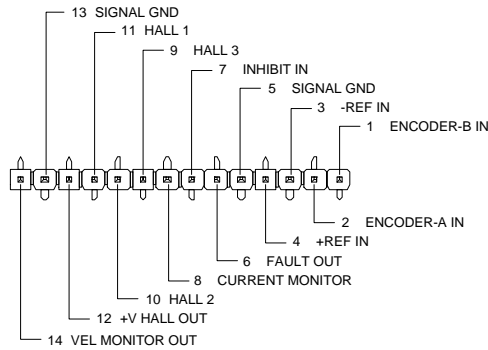 13 SIGNAL GND
11 HALL 1
9 HALL 3
7 INHIBIT IN
5 SIGNAL GND
3 -REF IN
1 ENCODER-B IN
2 ENCODER-A IN
4 +REF IN
6 FAULT OUT
8 CURRENT MONITOR
10 HALL 2
12 +V HALL OUT
14 VEL MONITOR OUT